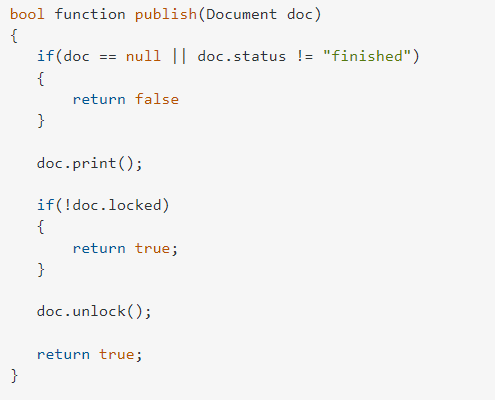 bool function publish(Document doc)
{
   if(doc == null || doc.status != "finished")
   {
       return false
   }

   doc.print();

   if(!doc.locked)
   {
       return true;
   }

   doc.unlock();

   return true;
}